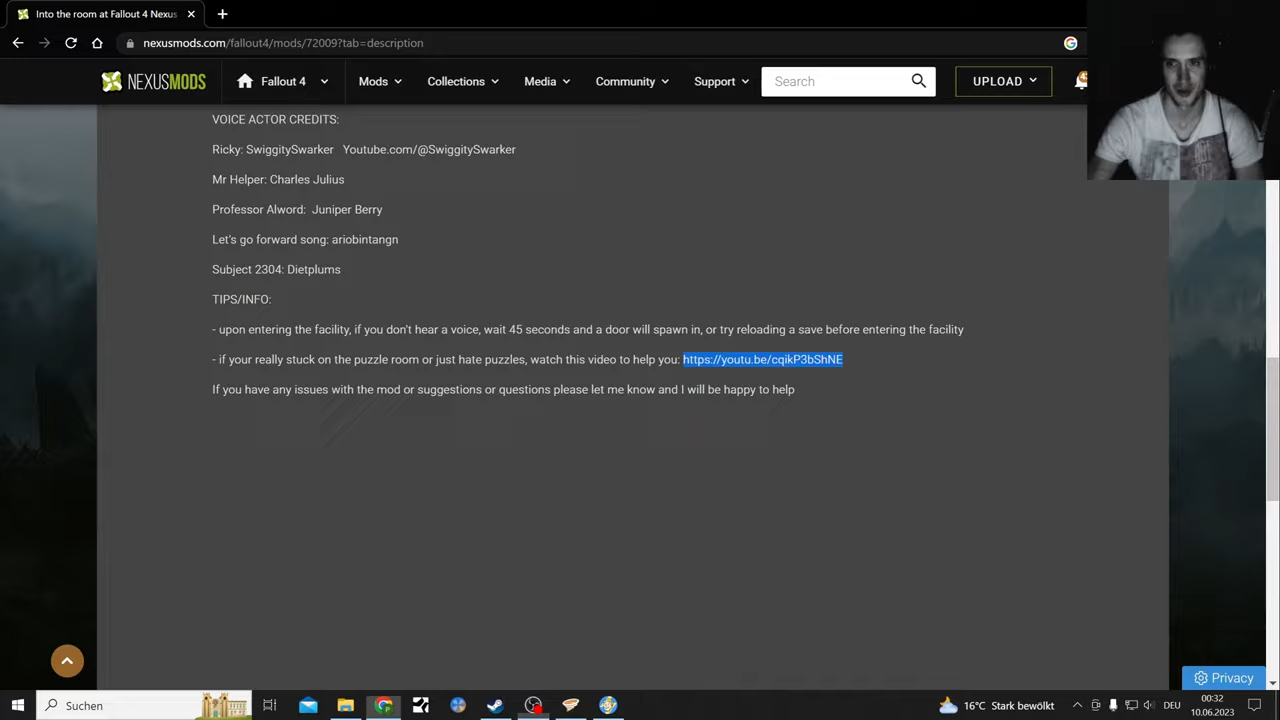 Into the room at Fallout 4 Nexus
nexusmods.com/fallout4/mods/72009?tab=description
NEXUSMODS Fallout 4 Mods Collections Media Community Support Search UPLOAD
VOICE ACTOR CREDITS:
Ricky: SwiggitySwarker Youtube.com/@SwiggitySwarker
Mr Helper: Charles Julius
Professor Alword: Juniper Berry
Let's go forward song: ariobintangn
Subject 2304: Dietplums
TIPS/INFO:
- upon entering the facility, if you don't hear a voice, wait 45 seconds and a door will spawn in, or try reloading a save before entering the facility
- if your really stuck on the puzzle room or just hate puzzles, watch this video to help you: https://youtu.be/cqikP3bShNE
If you have any issues with the mod or suggestions or questions please let me know and I will be happy to help
Privacy
Suchen
16°C Stark bewölkt
DEU
00:32
10.06.2023